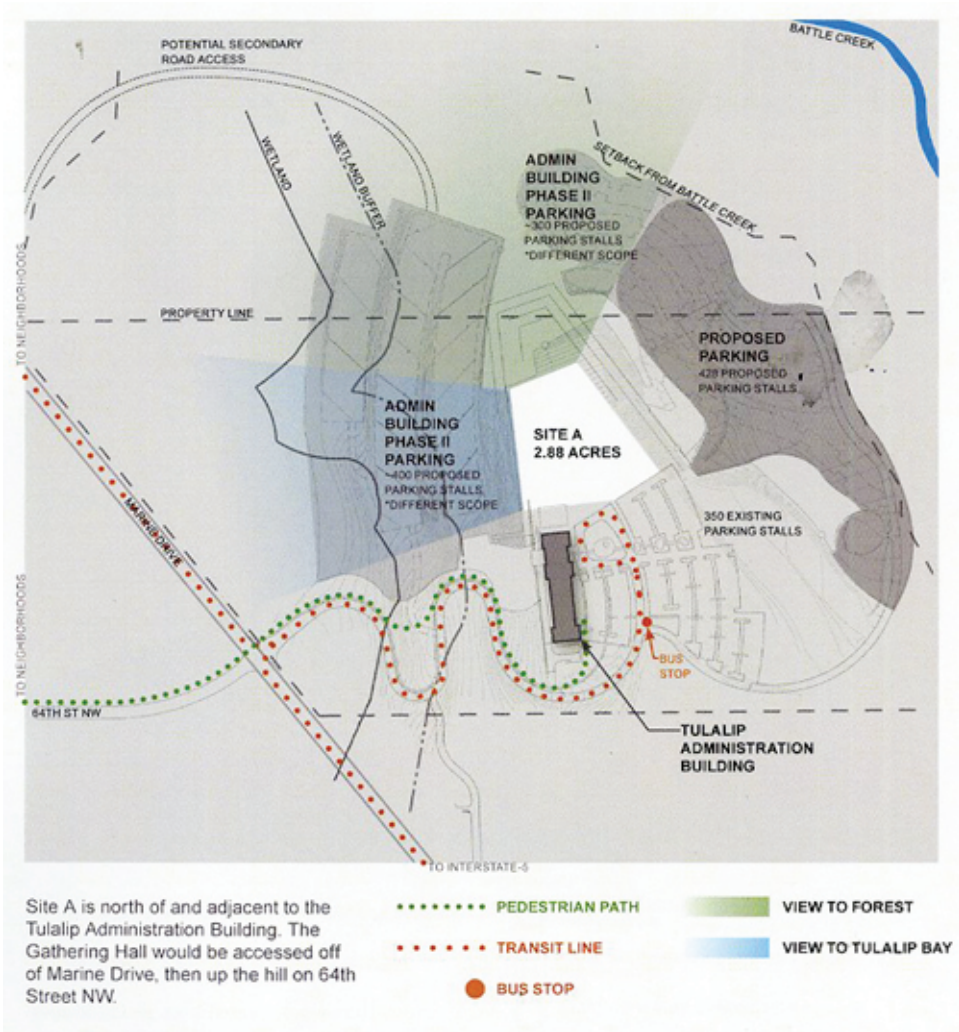 BATTLE CREEK
POTENTIAL SECONDARY
ROAD ACCESS
WETLAND
WETLAND BUFFER
ADMIN
BUILDING
PHASE II
PARKING
~300 PROPOSED
PARKING STALLS
*DIFFERENT SCOPE
SETBACK FROM BATTLE CREEK
TO NEIGHBORHOODS
PROPERTY LINE
PROPOSED
PARKING
428 PROPOSED
PARKING STALLS
ADMIN
BUILDING
PHASE II
PARKING
~400 PROPOSED
PARKING STALLS
*DIFFERENT SCOPE
SITE A
2.88 ACRES
350 EXISTING
PARKING STALLS
MARINE DRIVE
TO NEIGHBORHOODS
BUS
STOP
64TH ST NW
TULALIP
ADMINISTRATION
BUILDING
TO INTERSTATE-5
Site A is north of and adjacent to the
Tulalip Administration Building. The
Gathering Hall would be accessed off
of Marine Drive, then up the hill on 64th
Street NW.
PEDESTRIAN PATH
TRANSIT LINE
BUS STOP
VIEW TO FOREST
VIEW TO TULALIP BAY